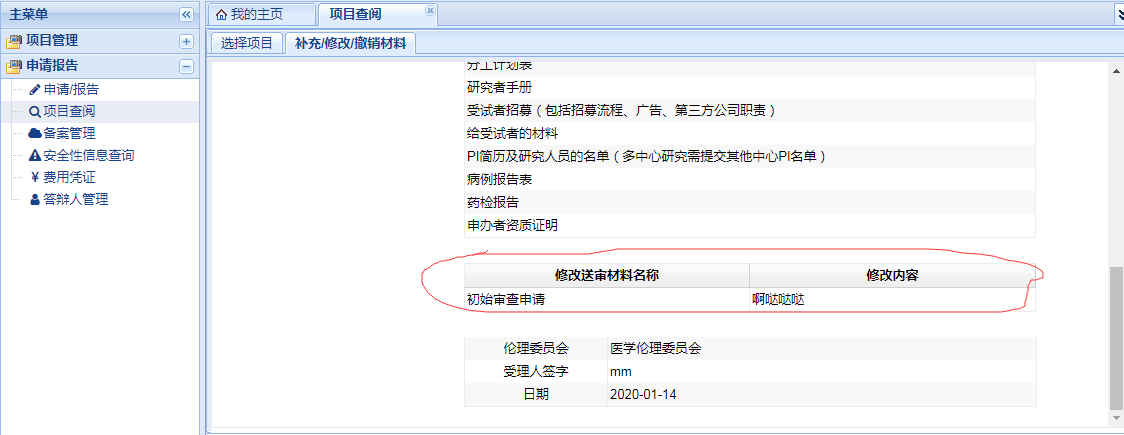 主菜单
项目管理
申请报告
申请/报告
项目查阅
备案管理
安全性信息查询
¥ 费用凭证
答辩人管理
我的主页 项目查阅
选择项目 补充/修改/撤销材料
分工计划表
研究者手册
受试者招募（包括招募流程、广告、第三方公司职责）
给受试者的材料
PI简历及研究人员的名单（多中心研究需提交其他中心PI名单）
病例报告表
药检报告
申办者资质证明
修改送审材料名称 修改内容
初始审查申请 啊哒哒哒
伦理委员会 医学伦理委员会
受理人签字 mm
日期 2020-01-14